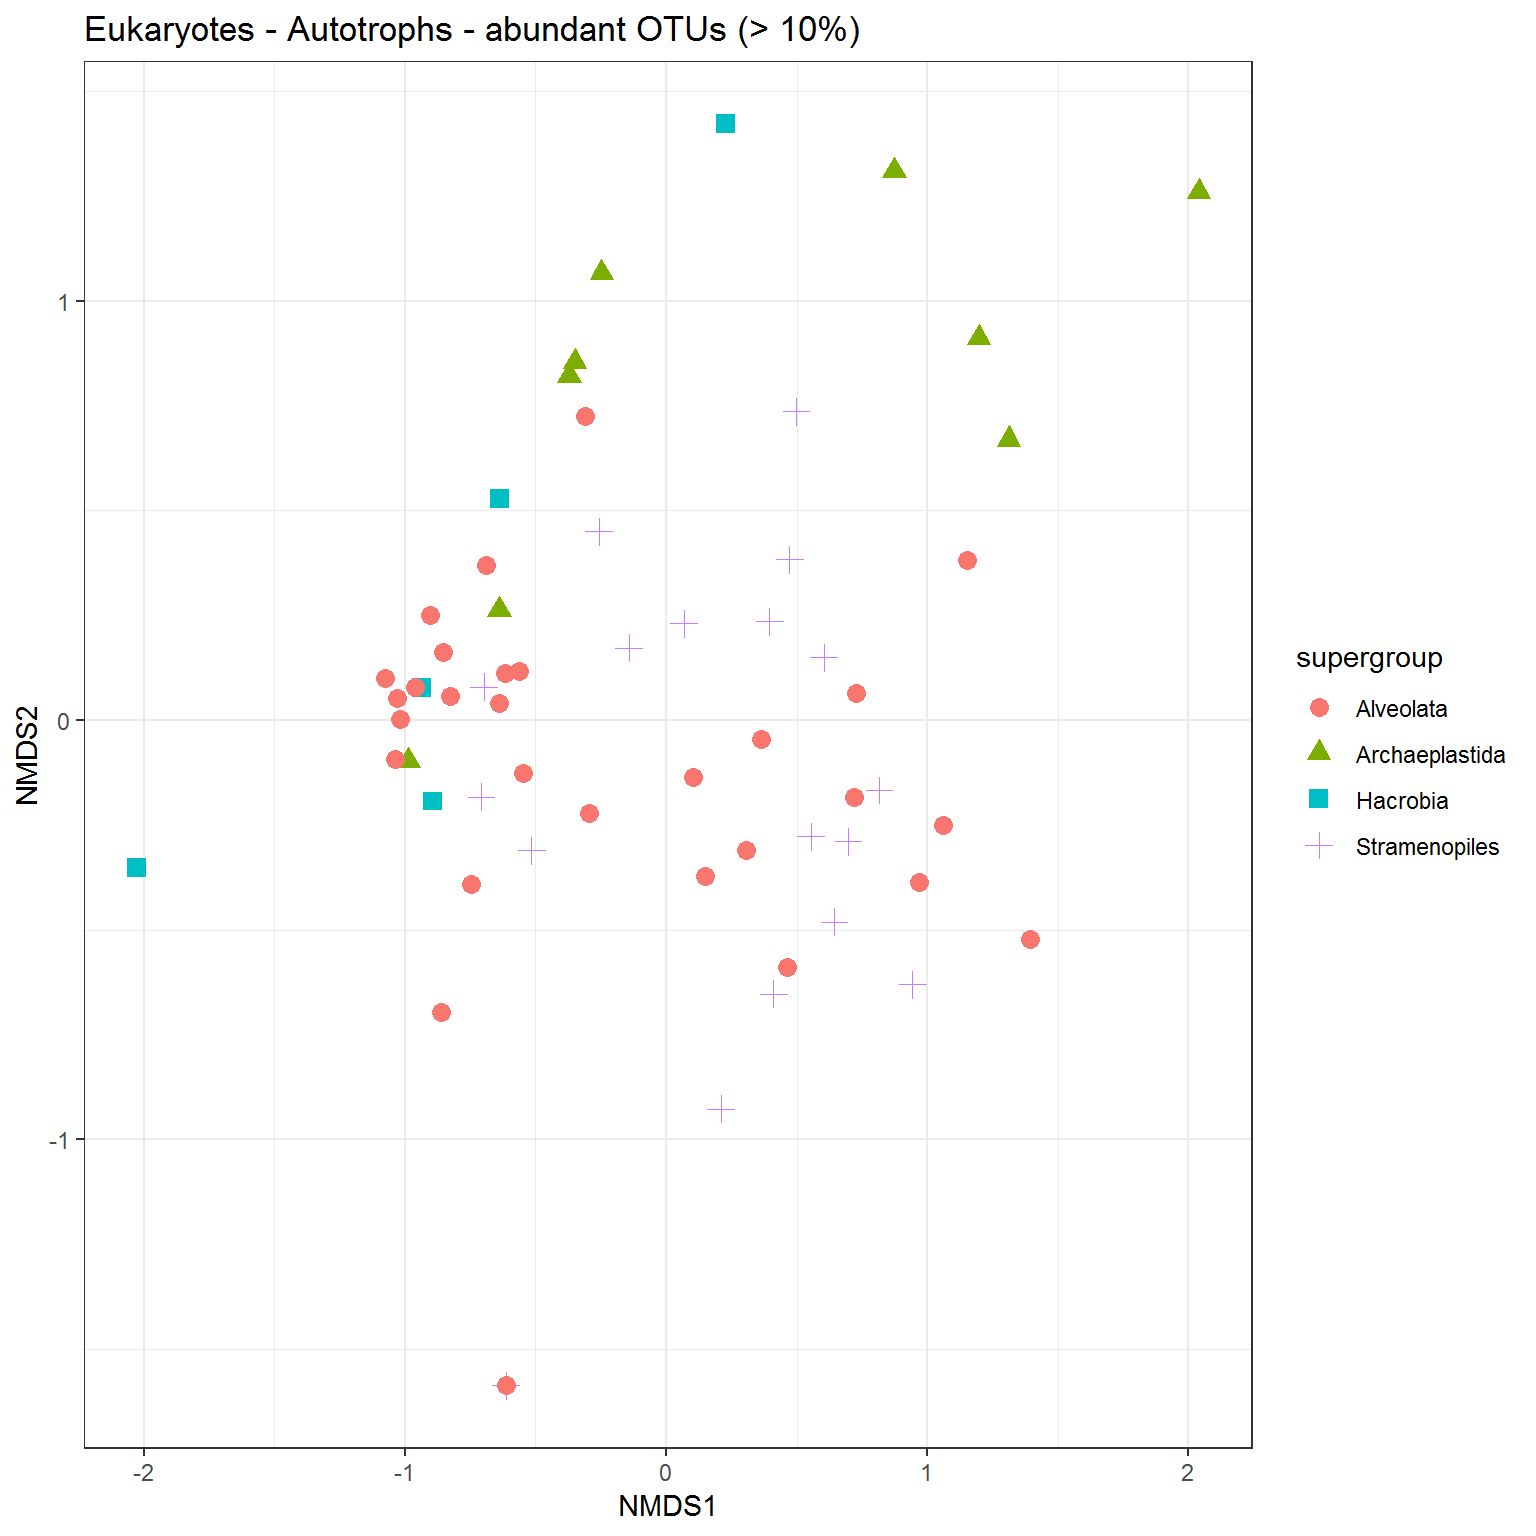 Eukaryotes - Autotrophs - abundant OTUs (> 10%)
1
0
-1
NMDS2
-2
-1
0
1
2
NMDS1
supergroup
Alveolata
Archaeplastida
Hacrobia
Stramenopiles